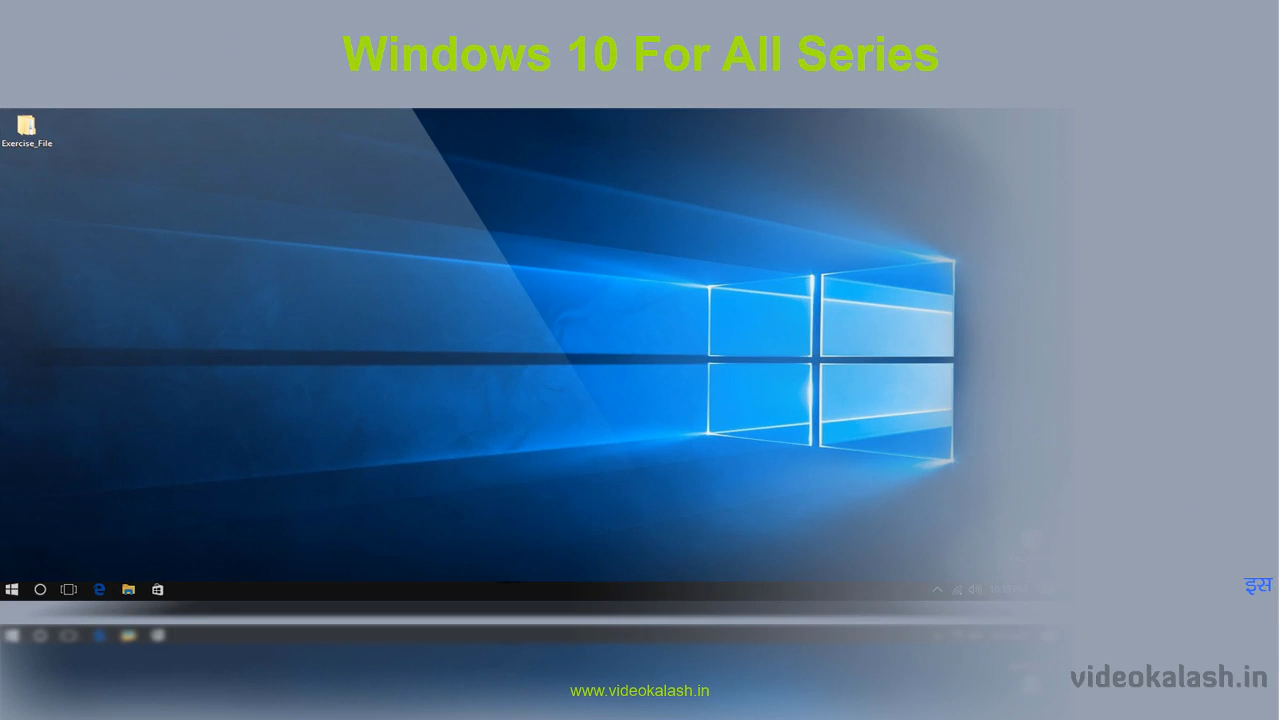 Windows 10 For All Series
Exercise_File
इस
videokalash.in
www.videokalash.in